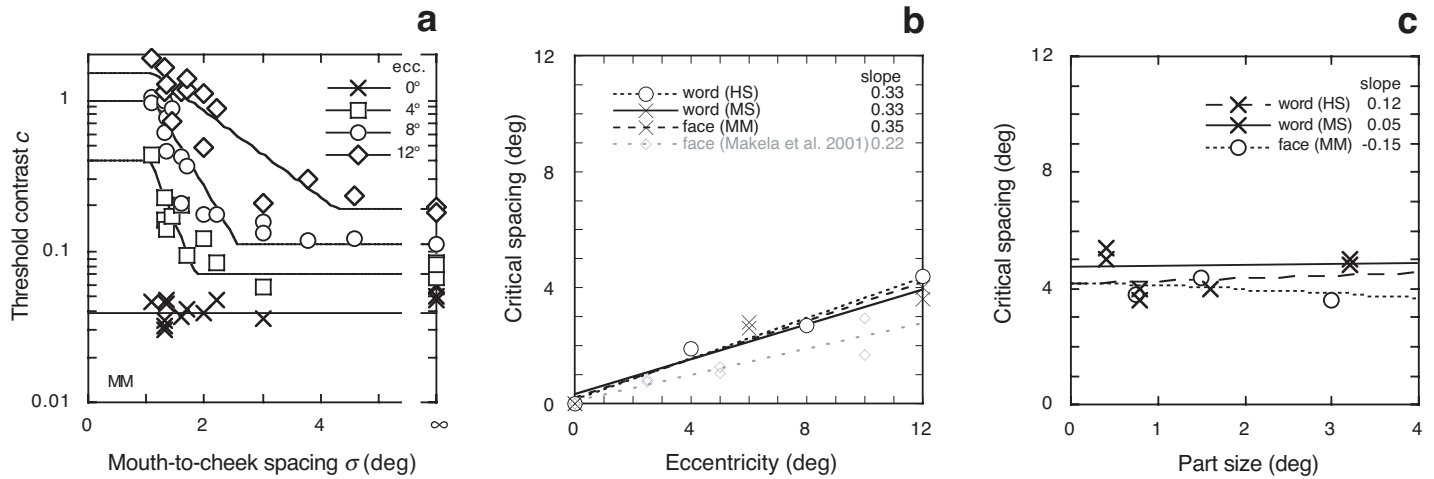 a
Threshold contrast c
1
0.1
0.01
ecc.
0°
4°
8°
12°
MM
0 2 4 ∞
Mouth-to-cheek spacing σ (deg)
b
Critical spacing (deg)
12
8
4
0
slope
word (HS) 0.33
word (MS) 0.33
face (MM) 0.35
face (Makela et al. 2001) 0.22
0 4 8 12
Eccentricity (deg)
c
Critical spacing (deg)
12
8
4
0
slope
word (HS) 0.12
word (MS) 0.05
face (MM) -0.15
0 1 2 3 4
Part size (deg)